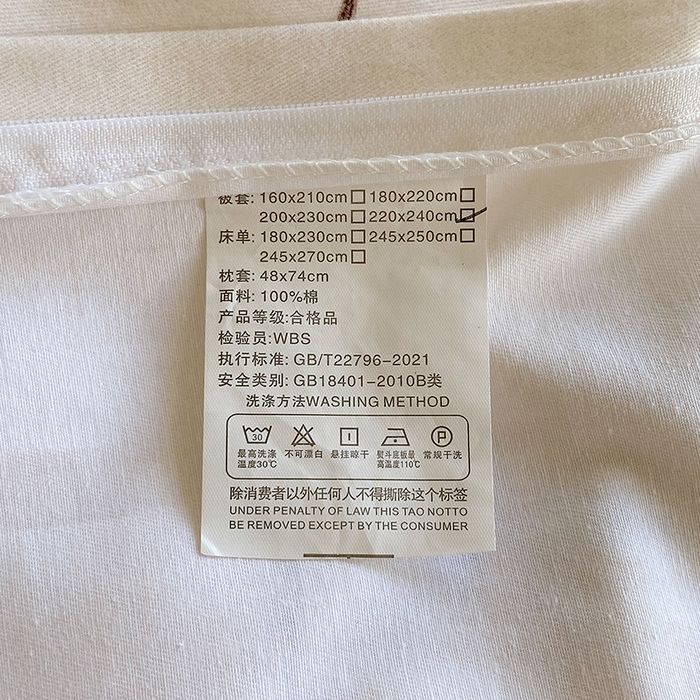 被套: 160x210cm□ 180x220cm□
200x230cm□ 220x240cm☑
床单: 180x230cm□ 245x250cm□
245x270cm□
枕套: 48x74cm
面料: 100%棉
产品等级:合格品
检验员:WBS
执行标准: GB/T22796-2021
安全类别: GB18401-2010B类
洗涤方法WASHING METHOD
30 P
最高洗涤温度30℃ 不可漂白 悬挂晾干 熨斗底板最高温度110℃ 常规干洗
除消费者以外任何人不得撕除这个标签
UNDER PENALTY OF LAW THIS TAO NOTTO
BE REMOVED EXCEPT BY THE CONSUMER